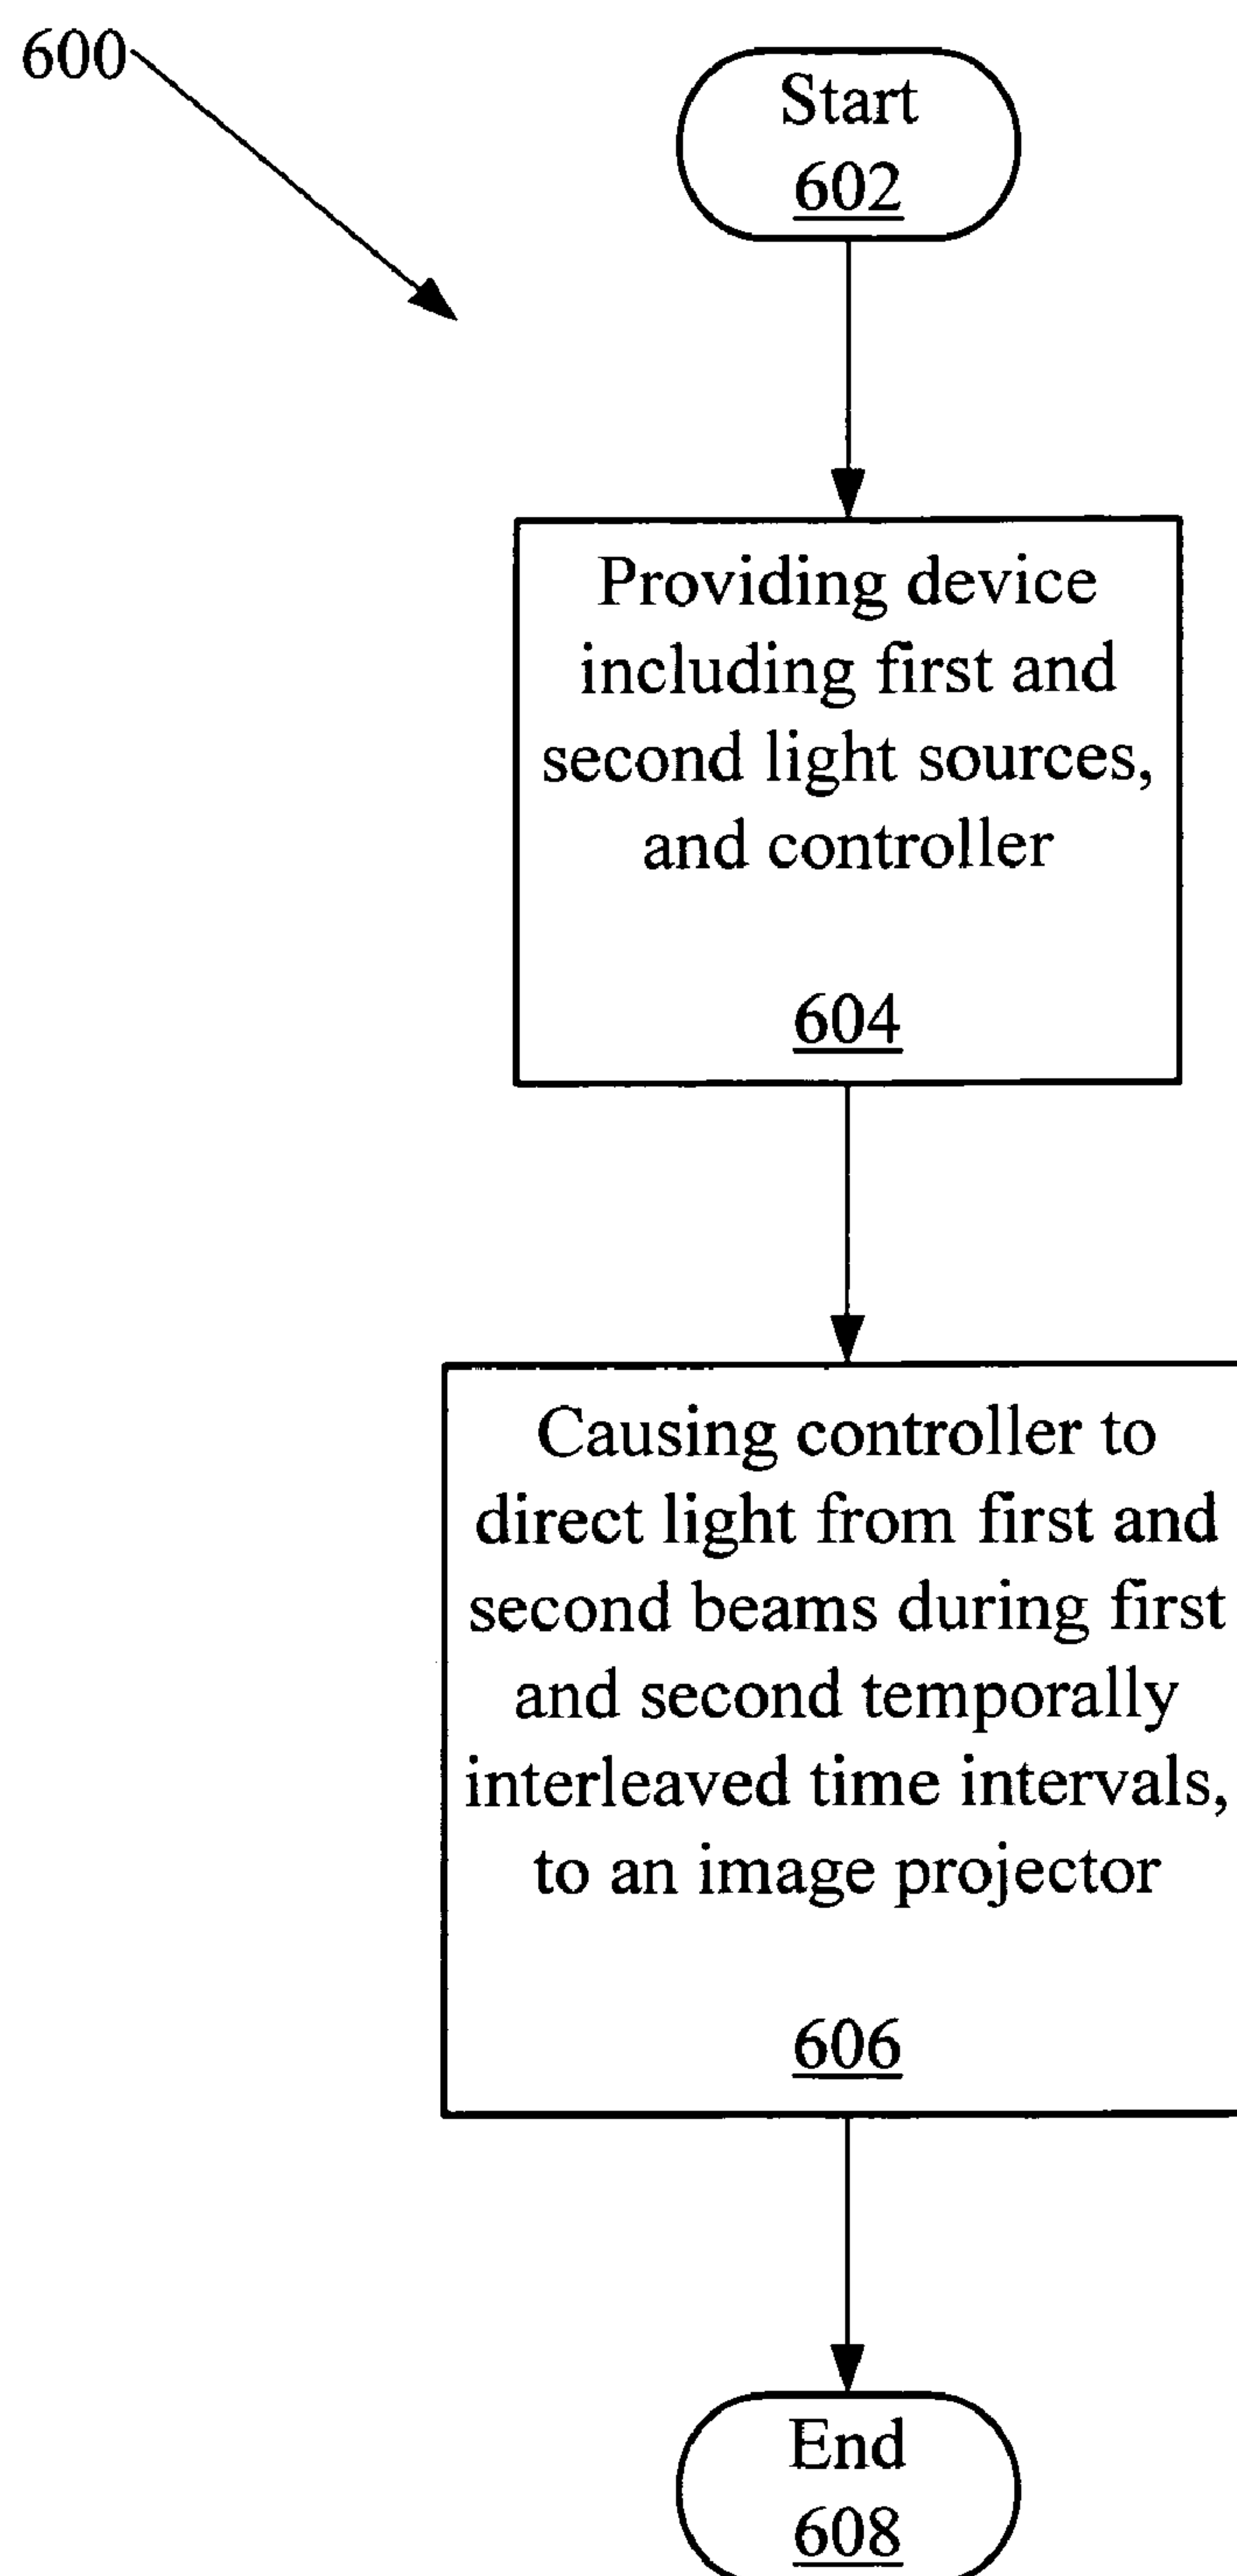 600
Start
602
Providing device
including first and
second light sources,
and controller
604
Causing controller to
direct light from first and
second beams during first
and second temporally
interleaved time intervals,
to an image projector
606
End
608